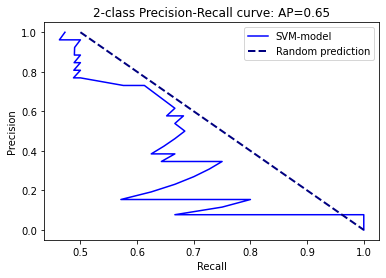 2-class Precision-Recall curve: AP=0.65
SVM-model
Random prediction
Precision
1.0
0.8
0.6
0.4
0.2
0.0
0.5
0.6
0.7
0.8
0.9
1.0
Recall